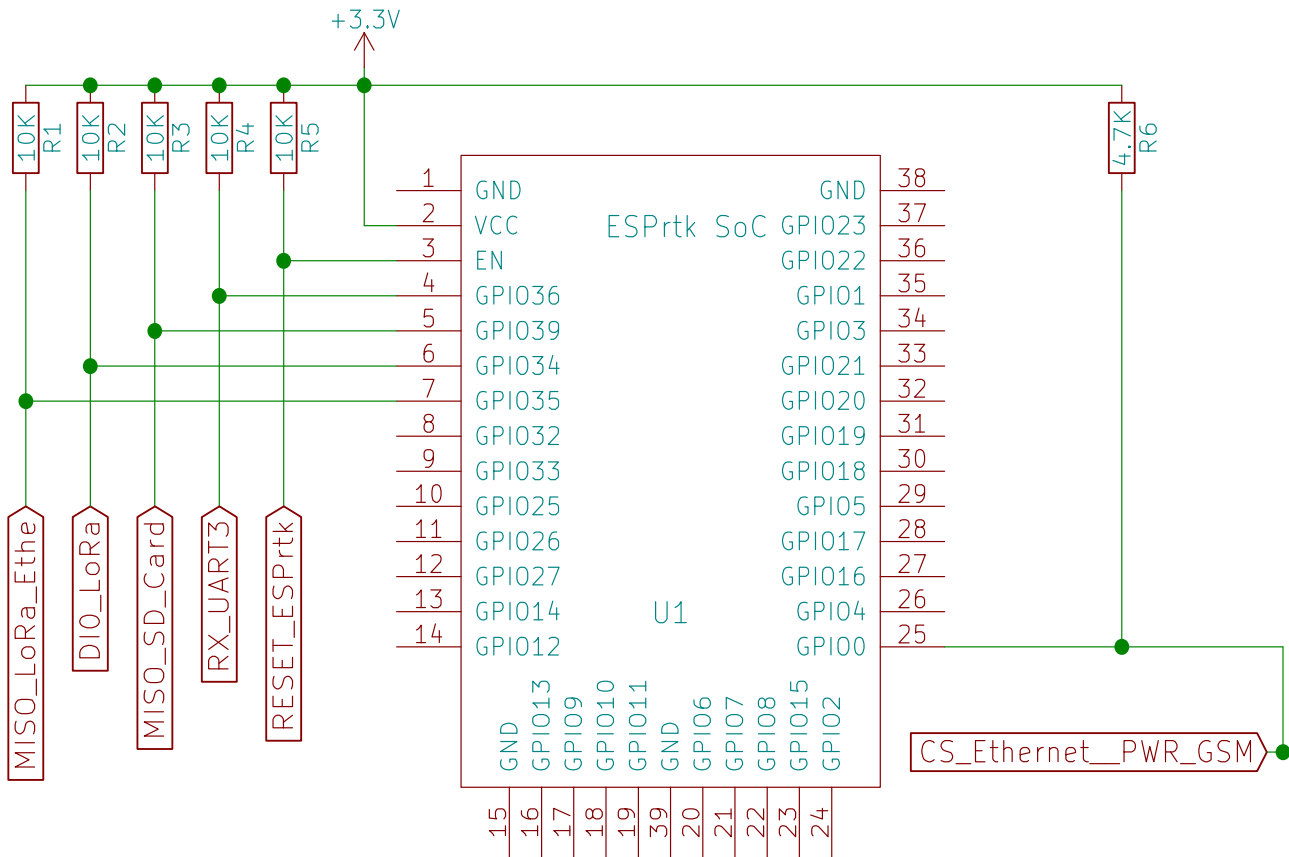 +3.3V
10K
R1
10K
R2
10K
R3
10K
R4
10K
R5
4.7K
R6
ESPrtk SoC
U1
1 GND
2 VCC
3 EN
4 GPIO36
5 GPIO39
6 GPIO34
7 GPIO35
8 GPIO32
9 GPIO33
10 GPIO25
11 GPIO26
12 GPIO27
13 GPIO14
14 GPIO12
GND 38
GPIO23 37
GPIO22 36
GPIO1 35
GPIO3 34
GPIO21 33
GPIO20 32
GPIO19 31
GPIO18 30
GPIO5 29
GPIO17 28
GPIO16 27
GPIO4 26
GPIO0 25
GND 15
GPIO13 16
GPIO9 17
GPIO10 18
GPIO11 19
GND 39
GPIO6 20
GPIO7 21
GPIO8 22
GPIO15 23
GPIO2 24
MISO_LoRa_Ethe
DIO_LoRa
MISO_SD_Card
RX_UART3
RESET_ESPrtk
CS_Ethernet__PWR_GSM